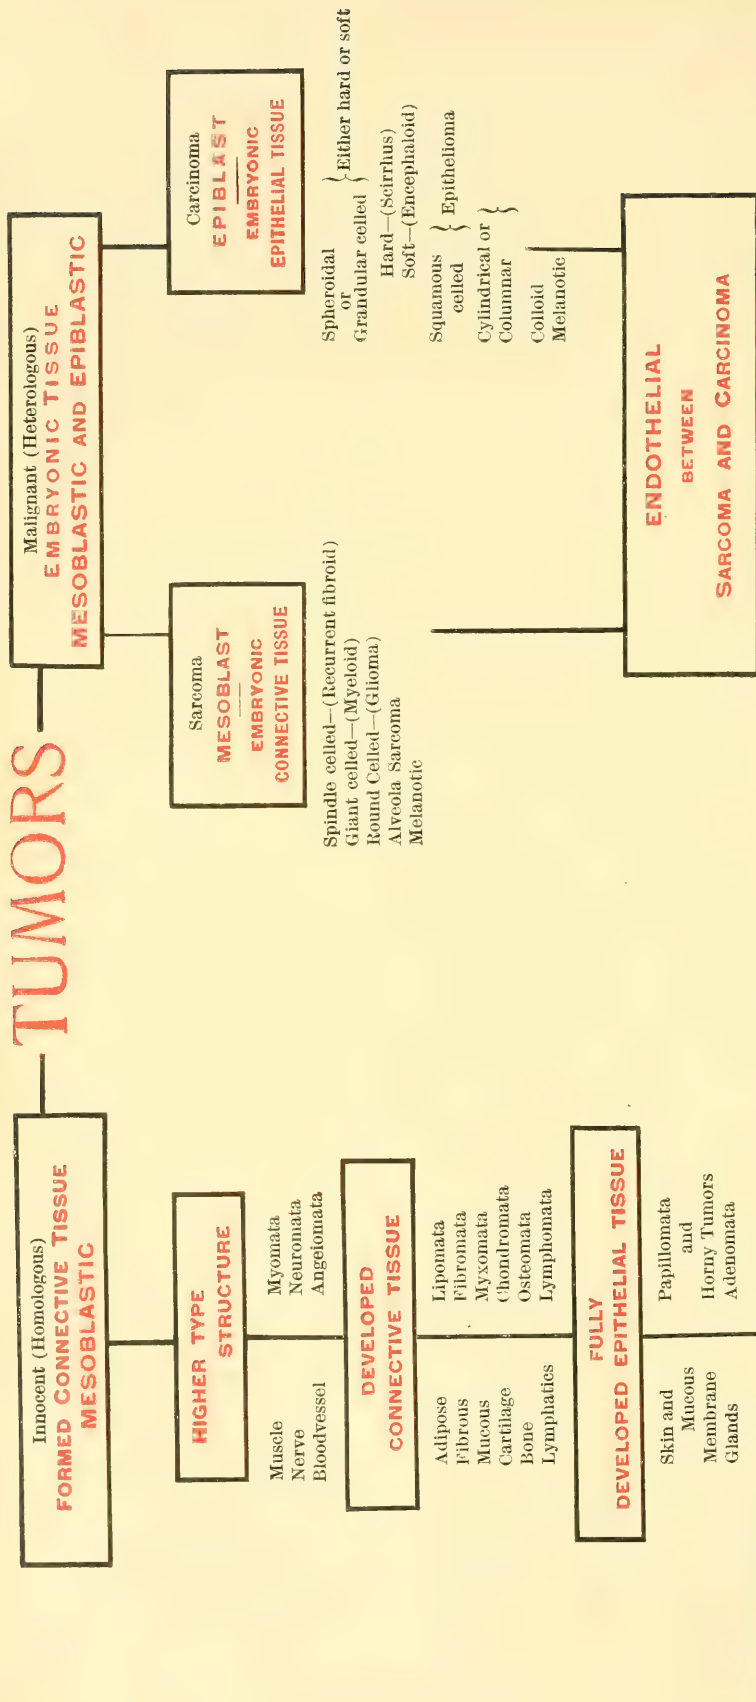 TUMORS
Innocent (Homologous)
FORMED CONNECTIVE TISSUE
MESOBLASTIC
HIGHER TYPE
STRUCTURE
Muscle
Nerve
Bloodvessel
Myomata
Neuromata
Angeiomata
DEVELOPED
CONNECTIVE TISSUE
Adipose
Fibrous
Mucous
Cartilage
Bone
Lymphatics
Lipomata
Fibromata
Myxomata
Chondromata
Osteomata
Lymphomata
FULLY
DEVELOPED EPITHELIAL TISSUE
Skin and
Mucous
Membrane
Glands
Papillomata
and
Horny Tumors
Adenomata
Malignant (Heterologous)
EMBRYONIC TISSUE
MESOBLASTIC AND EPIBLASTIC
Sarcoma
MESOBLAST
EMBRYONIC
CONNECTIVE TISSUE
Spindle celled—(Recurrent fibroid)
Giant celled—(Myeloid)
Round Celled—(Glioma)
Alveola Sarcoma
Melanotic
Carcinoma
EPIBLAST
EMBRYONIC
EPITHELIAL TISSUE
Spheroidal
or
Grandular celled } Either hard or soft
Hard—(Scirrhus)
Soft—(Encephaloid)
Squamous
celled } Epithelioma
Cylindrical or
Columnar }
Colloid
Melanotic
ENDOTHELIAL
BETWEEN
SARCOMA AND CARCINOMA